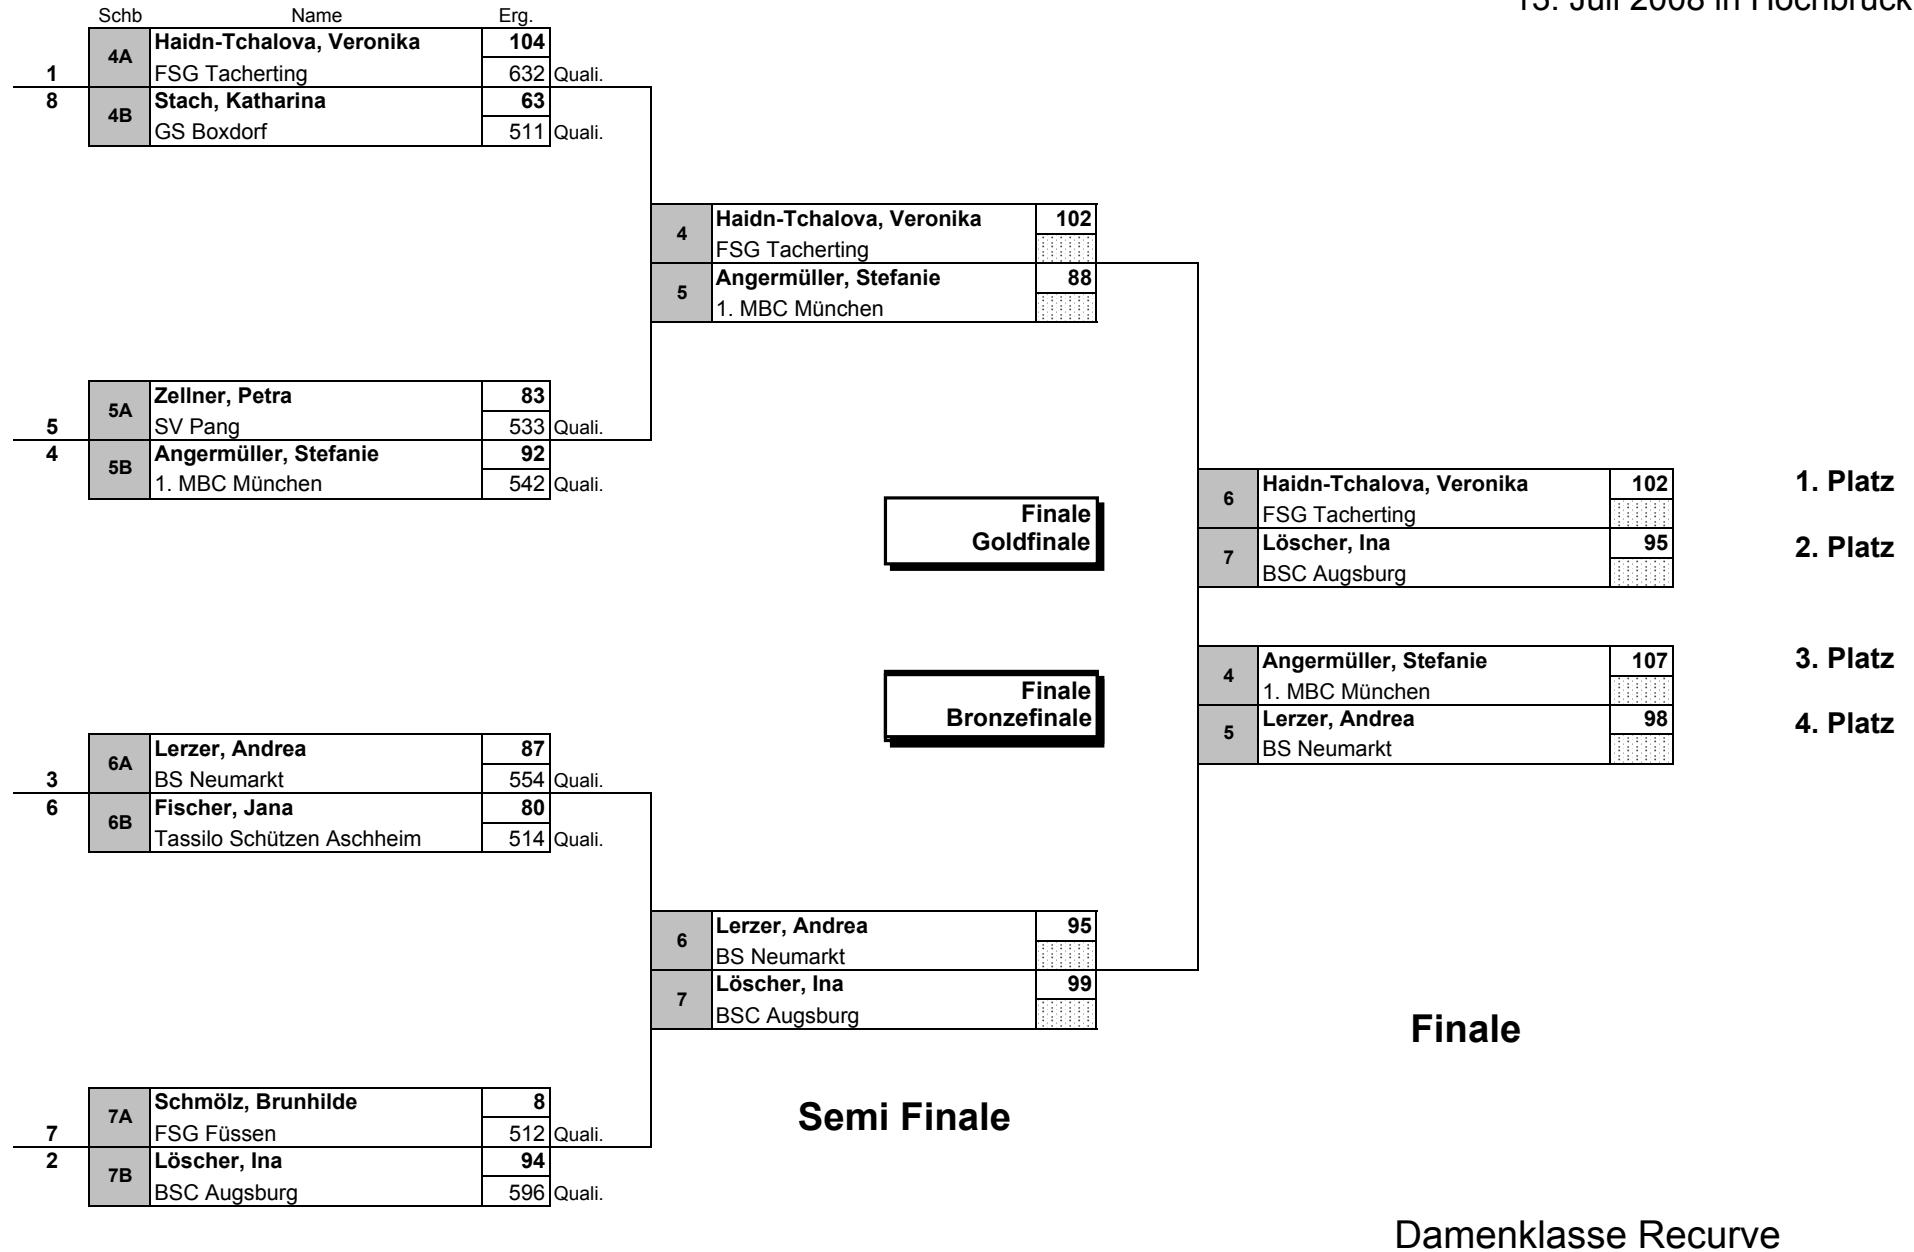 13. Juli 2008 in Hochbrück
Schb Name Erg.
4A Haidn-Tchalova, Veronika 104
1 FSG Tacherting 632 Quali.
8 4B Stach, Katharina 63
GS Boxdorf 511 Quali.
4 Haidn-Tchalova, Veronika 102
FSG Tacherting
5 Angermüller, Stefanie 88
1. MBC München
5A Zellner, Petra 83
5 SV Pang 533 Quali.
4 5B Angermüller, Stefanie 92
1. MBC München 542 Quali.
6 Haidn-Tchalova, Veronika 102 1. Platz
FSG Tacherting
Finale
Goldfinale
7 Löscher, Ina 95 2. Platz
BSC Augsburg
4 Angermüller, Stefanie 107 3. Platz
1. MBC München
Finale
Bronzefinale
5 Lerzer, Andrea 98 4. Platz
BS Neumarkt
6A Lerzer, Andrea 87
3 BS Neumarkt 554 Quali.
6 6B Fischer, Jana 80
Tassilo Schützen Aschheim 514 Quali.
6 Lerzer, Andrea 95
BS Neumarkt
7 Löscher, Ina 99
BSC Augsburg
Finale
7A Schmölz, Brunhilde 8
Semi Finale
7 FSG Füssen 512 Quali.
2 7B Löscher, Ina 94
BSC Augsburg 596 Quali.
Damenklasse Recurve